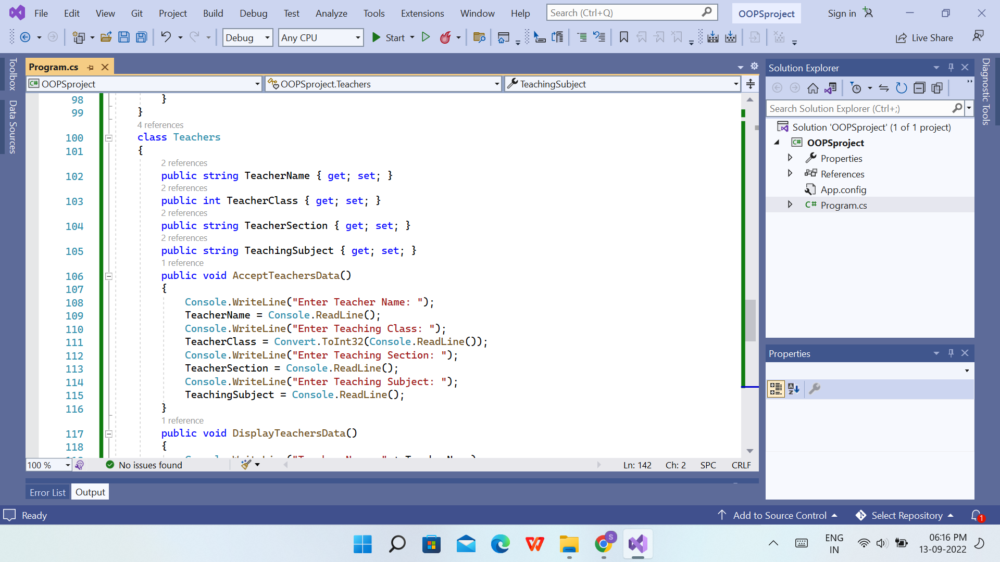 File Edit View Git Project Build Debug Test Analyze Tools Extensions Window Help Search (Ctrl+Q) OOPSproject Sign in
Debug Any CPU Start Live Share
Toolbox
Data Sources
Program.cs
OOPSproject OOPSproject.Teachers TeachingSubject
98 }
99 }
4 references
100 class Teachers
101 {
2 references
102 public string TeacherName { get; set; }
2 references
103 public int TeacherClass { get; set; }
2 references
104 public string TeacherSection { get; set; }
2 references
105 public string TeachingSubject { get; set; }
1 reference
106 public void AcceptTeachersData()
107 {
108 Console.WriteLine("Enter Teacher Name: ");
109 TeacherName = Console.ReadLine();
110 Console.WriteLine("Enter Teaching Class: ");
111 TeacherClass = Convert.ToInt32(Console.ReadLine());
112 Console.WriteLine("Enter Teaching Section: ");
113 TeacherSection = Console.ReadLine();
114 Console.WriteLine("Enter Teaching Subject: ");
115 TeachingSubject = Console.ReadLine();
116 }
1 reference
117 public void DisplayTeachersData()
118 {
100 % No issues found Ln: 142 Ch: 2 SPC CRLF
Error List Output
Solution Explorer
Search Solution Explorer (Ctrl+;)
Solution 'OOPSproject' (1 of 1 project)
C# OOPSproject
Properties
References
App.config
C# Program.cs
Properties
Diagnostic Tools
Ready Add to Source Control Select Repository 1
S ENG
IN
06:16 PM
13-09-2022